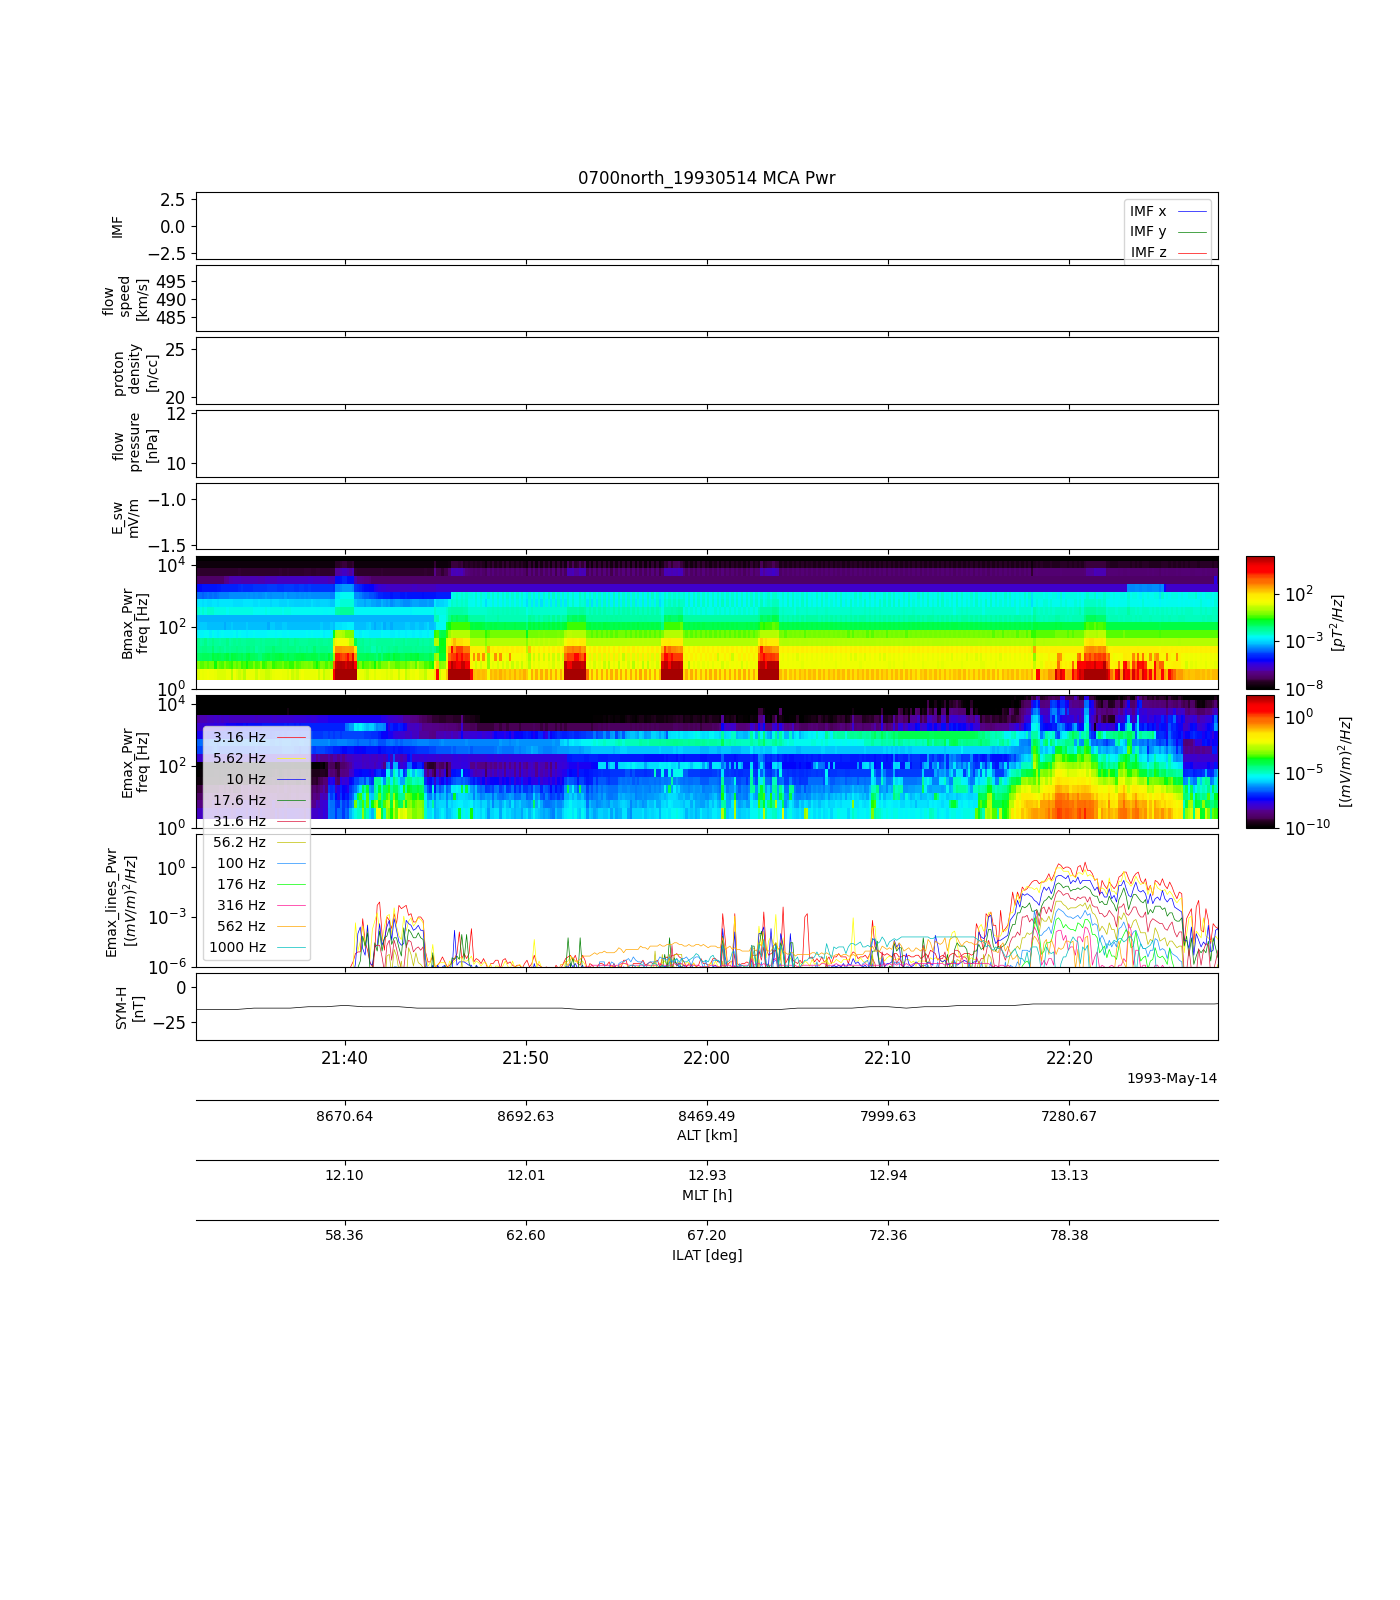 0700north_19930514 MCA Pwr
IMF
2.5
0.0
−2.5
IMF x
IMF y
IMF z
flow
speed
[km/s]
495
490
485
proton
density
[n/cc]
25
20
flow
pressure
[nPa]
12
10
E_sw
mV/m
−1.0
−1.5
Bmax_Pwr
freq [Hz]
10^4
10^2
10^0
10^2
10^−3
10^−8
[pT^2/Hz]
Emax_Pwr
freq [Hz]
10^4
10^2
10^0
10^0
10^−5
10^−10
[(mV/m)^2/Hz]
3.16 Hz
5.62 Hz
10 Hz
17.6 Hz
31.6 Hz
56.2 Hz
100 Hz
176 Hz
316 Hz
562 Hz
1000 Hz
Emax_lines_Pwr
[(mV/m)^2/Hz]
10^0
10^−3
10^−6
SYM-H
[nT]
0
−25
21:40 21:50 22:00 22:10 22:20
1993-May-14
8670.64 8692.63 8469.49 7999.63 7280.67
ALT [km]
12.10 12.01 12.93 12.94 13.13
MLT [h]
58.36 62.60 67.20 72.36 78.38
ILAT [deg]